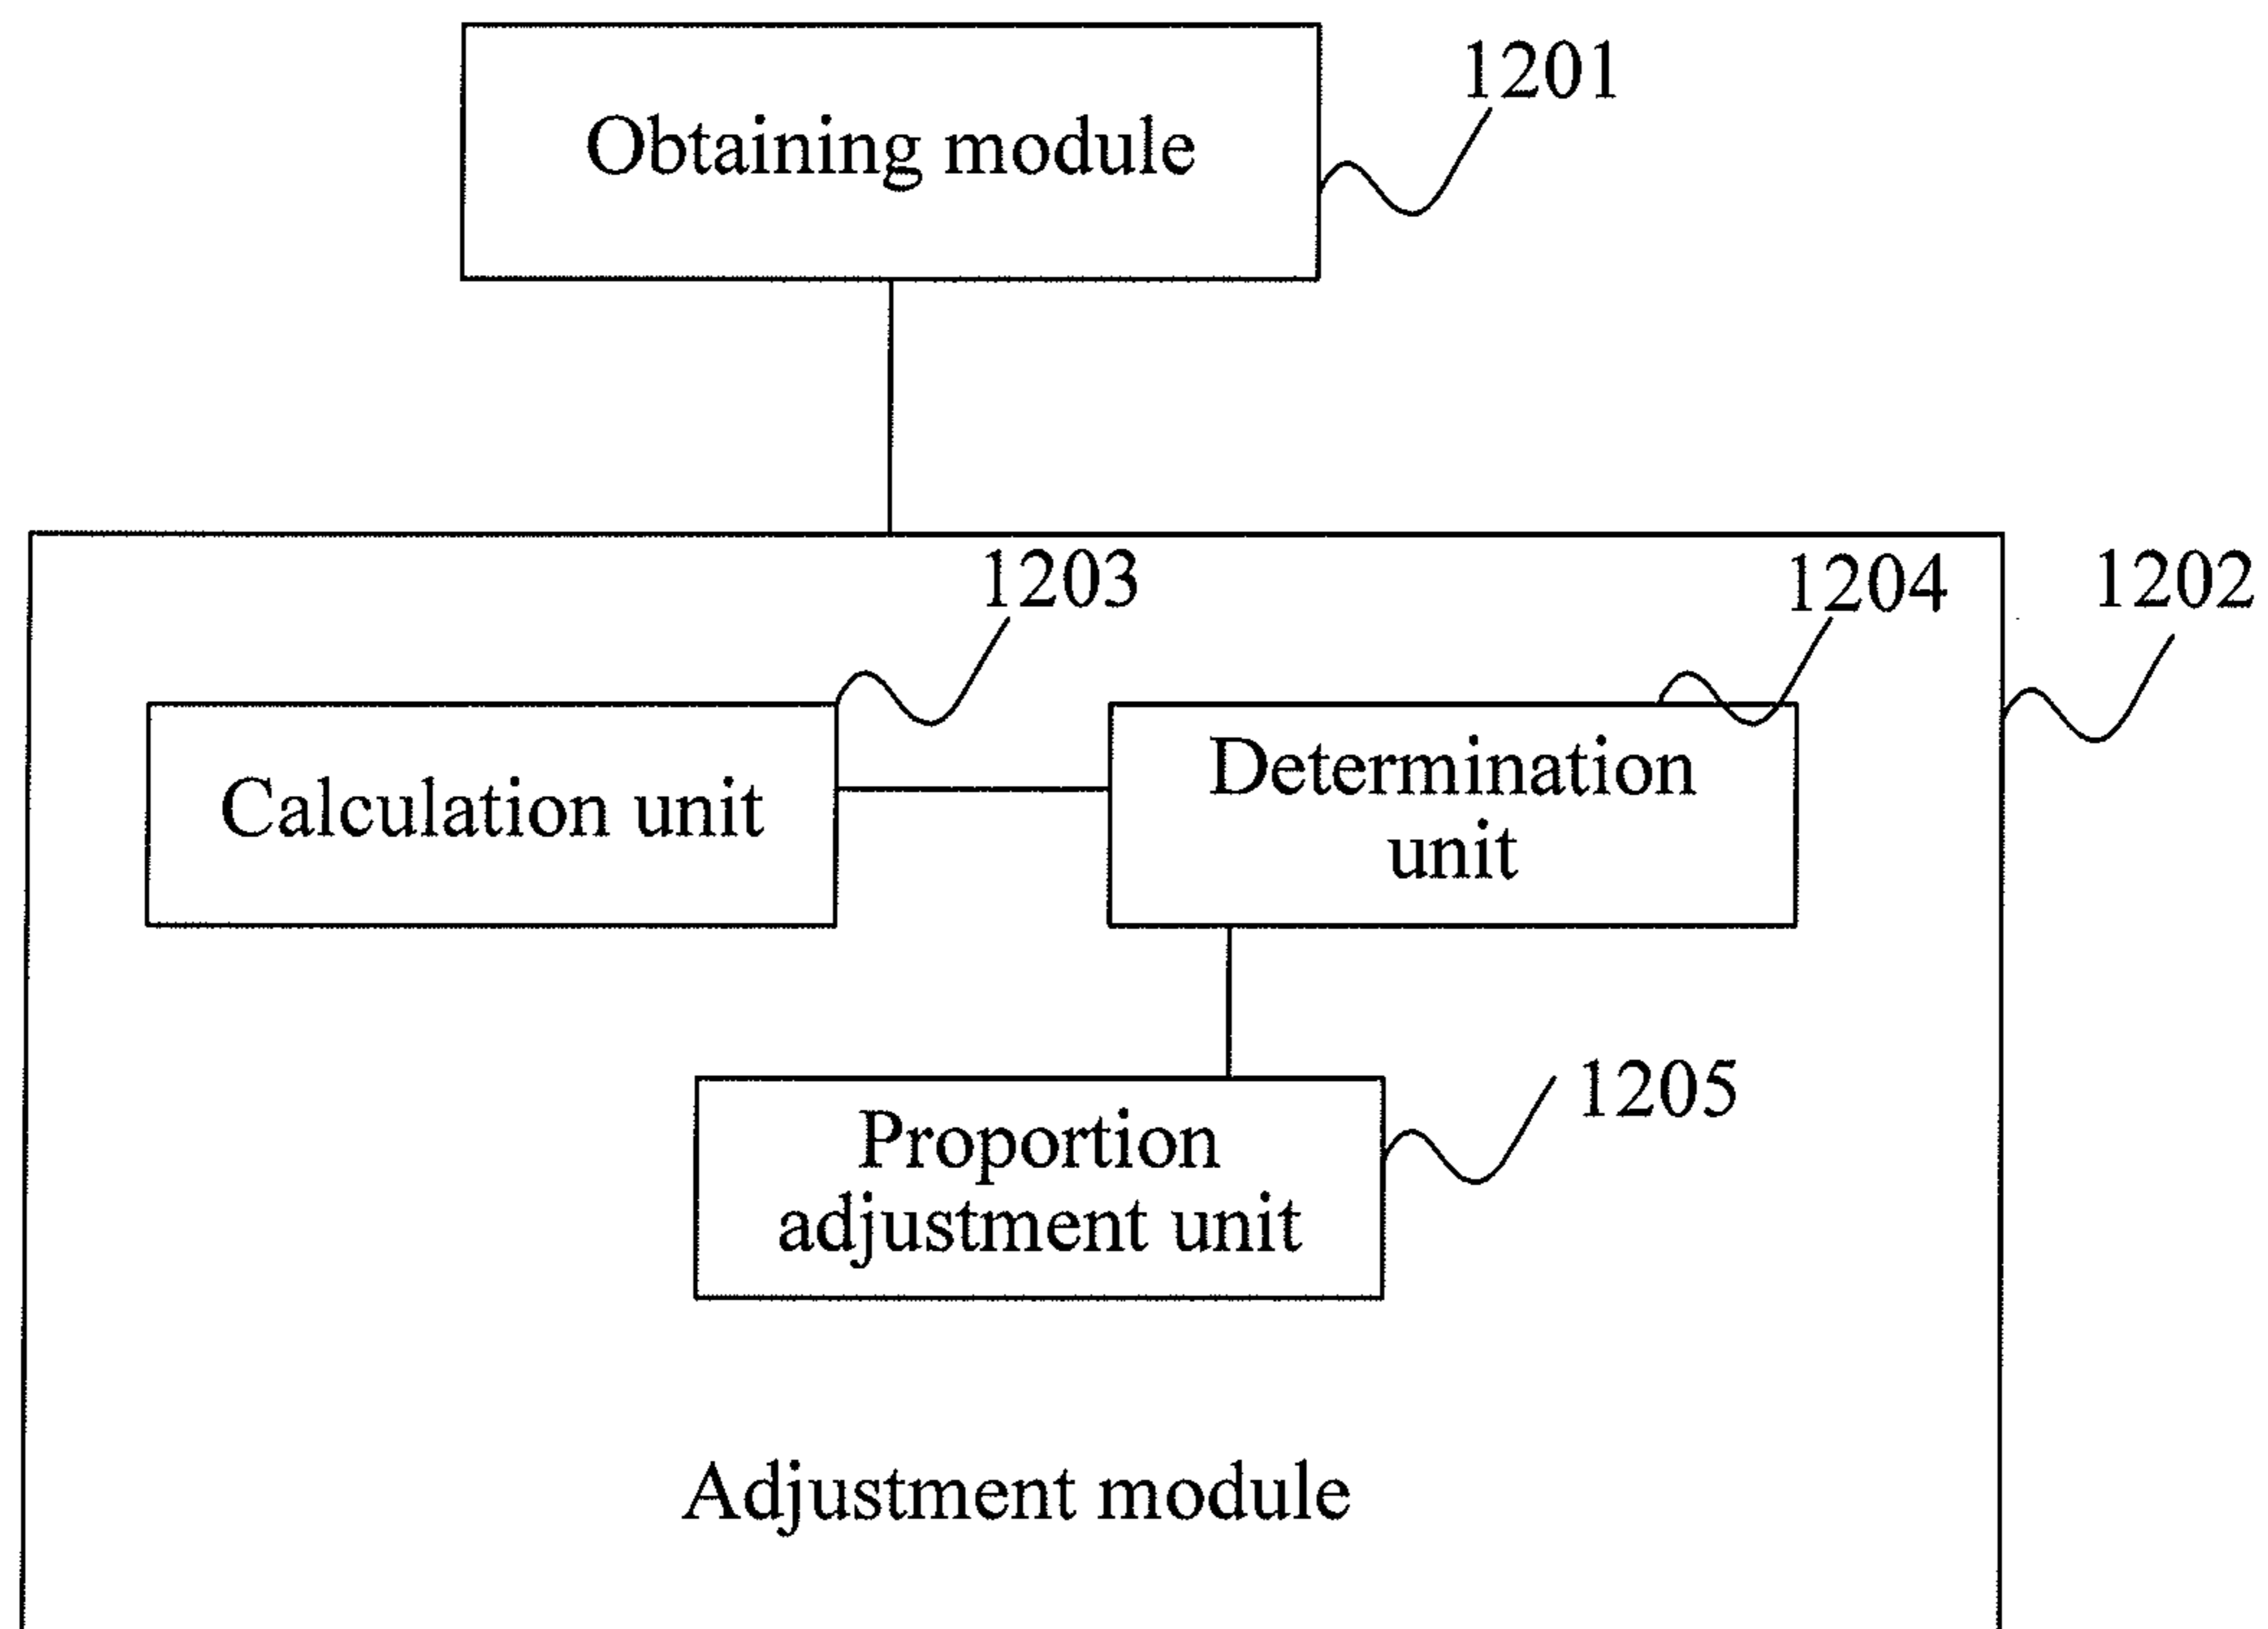 1201
Obtaining module
1203
1204
1202
Calculation unit
Determination
unit
1205
Proportion
adjustment unit
Adjustment module